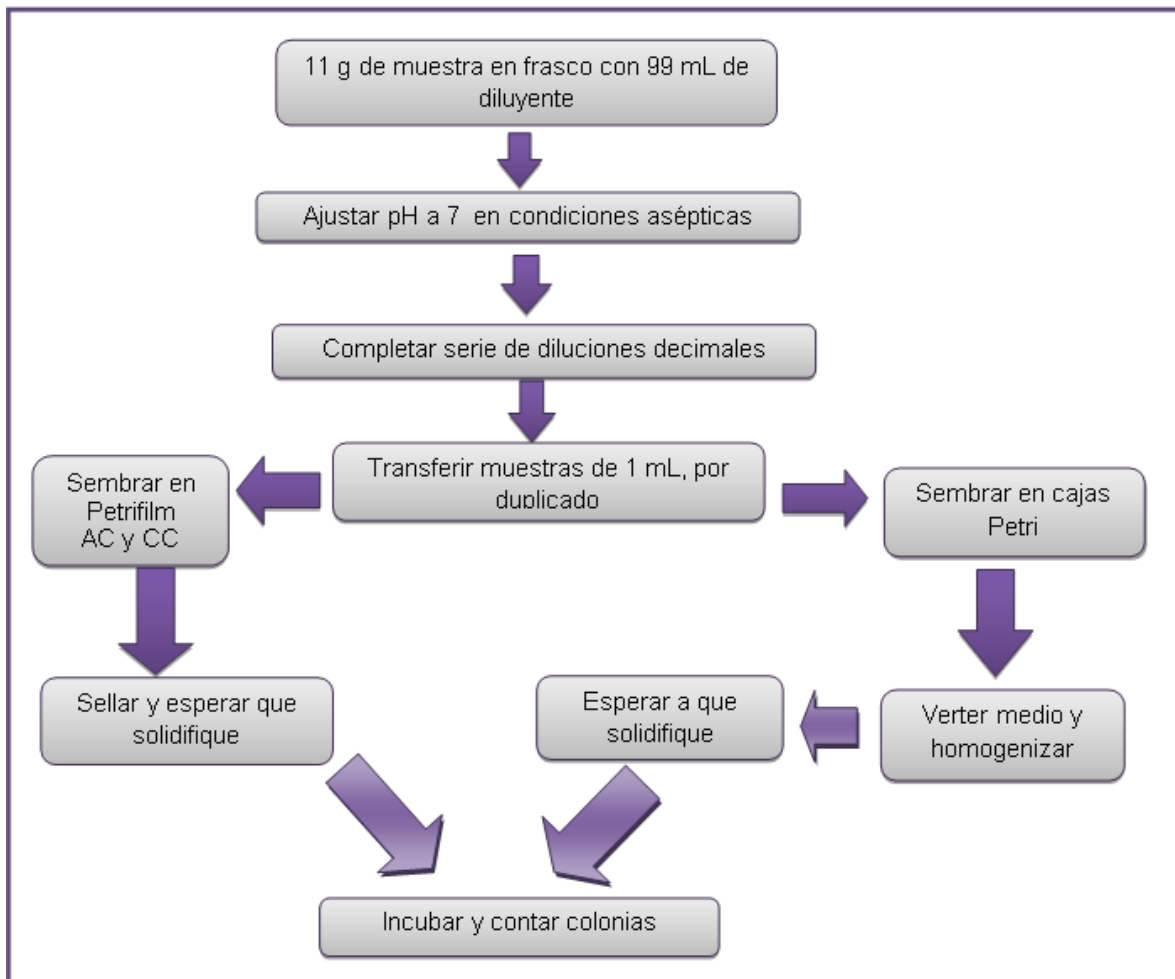 11 g de muestra en frasco con 99 mL de
diluyente
Ajustar pH a 7 en condiciones asépticas
Completar serie de diluciones decimales
Transferir muestras de 1 mL, por
duplicado
Sembrar en
Petrifilm
AC y CC
Sembrar en cajas
Petri
Sellar y esperar que
solidifique
Esperar a que
solidifique
Verter medio y
homogenizar
Incubar y contar colonias